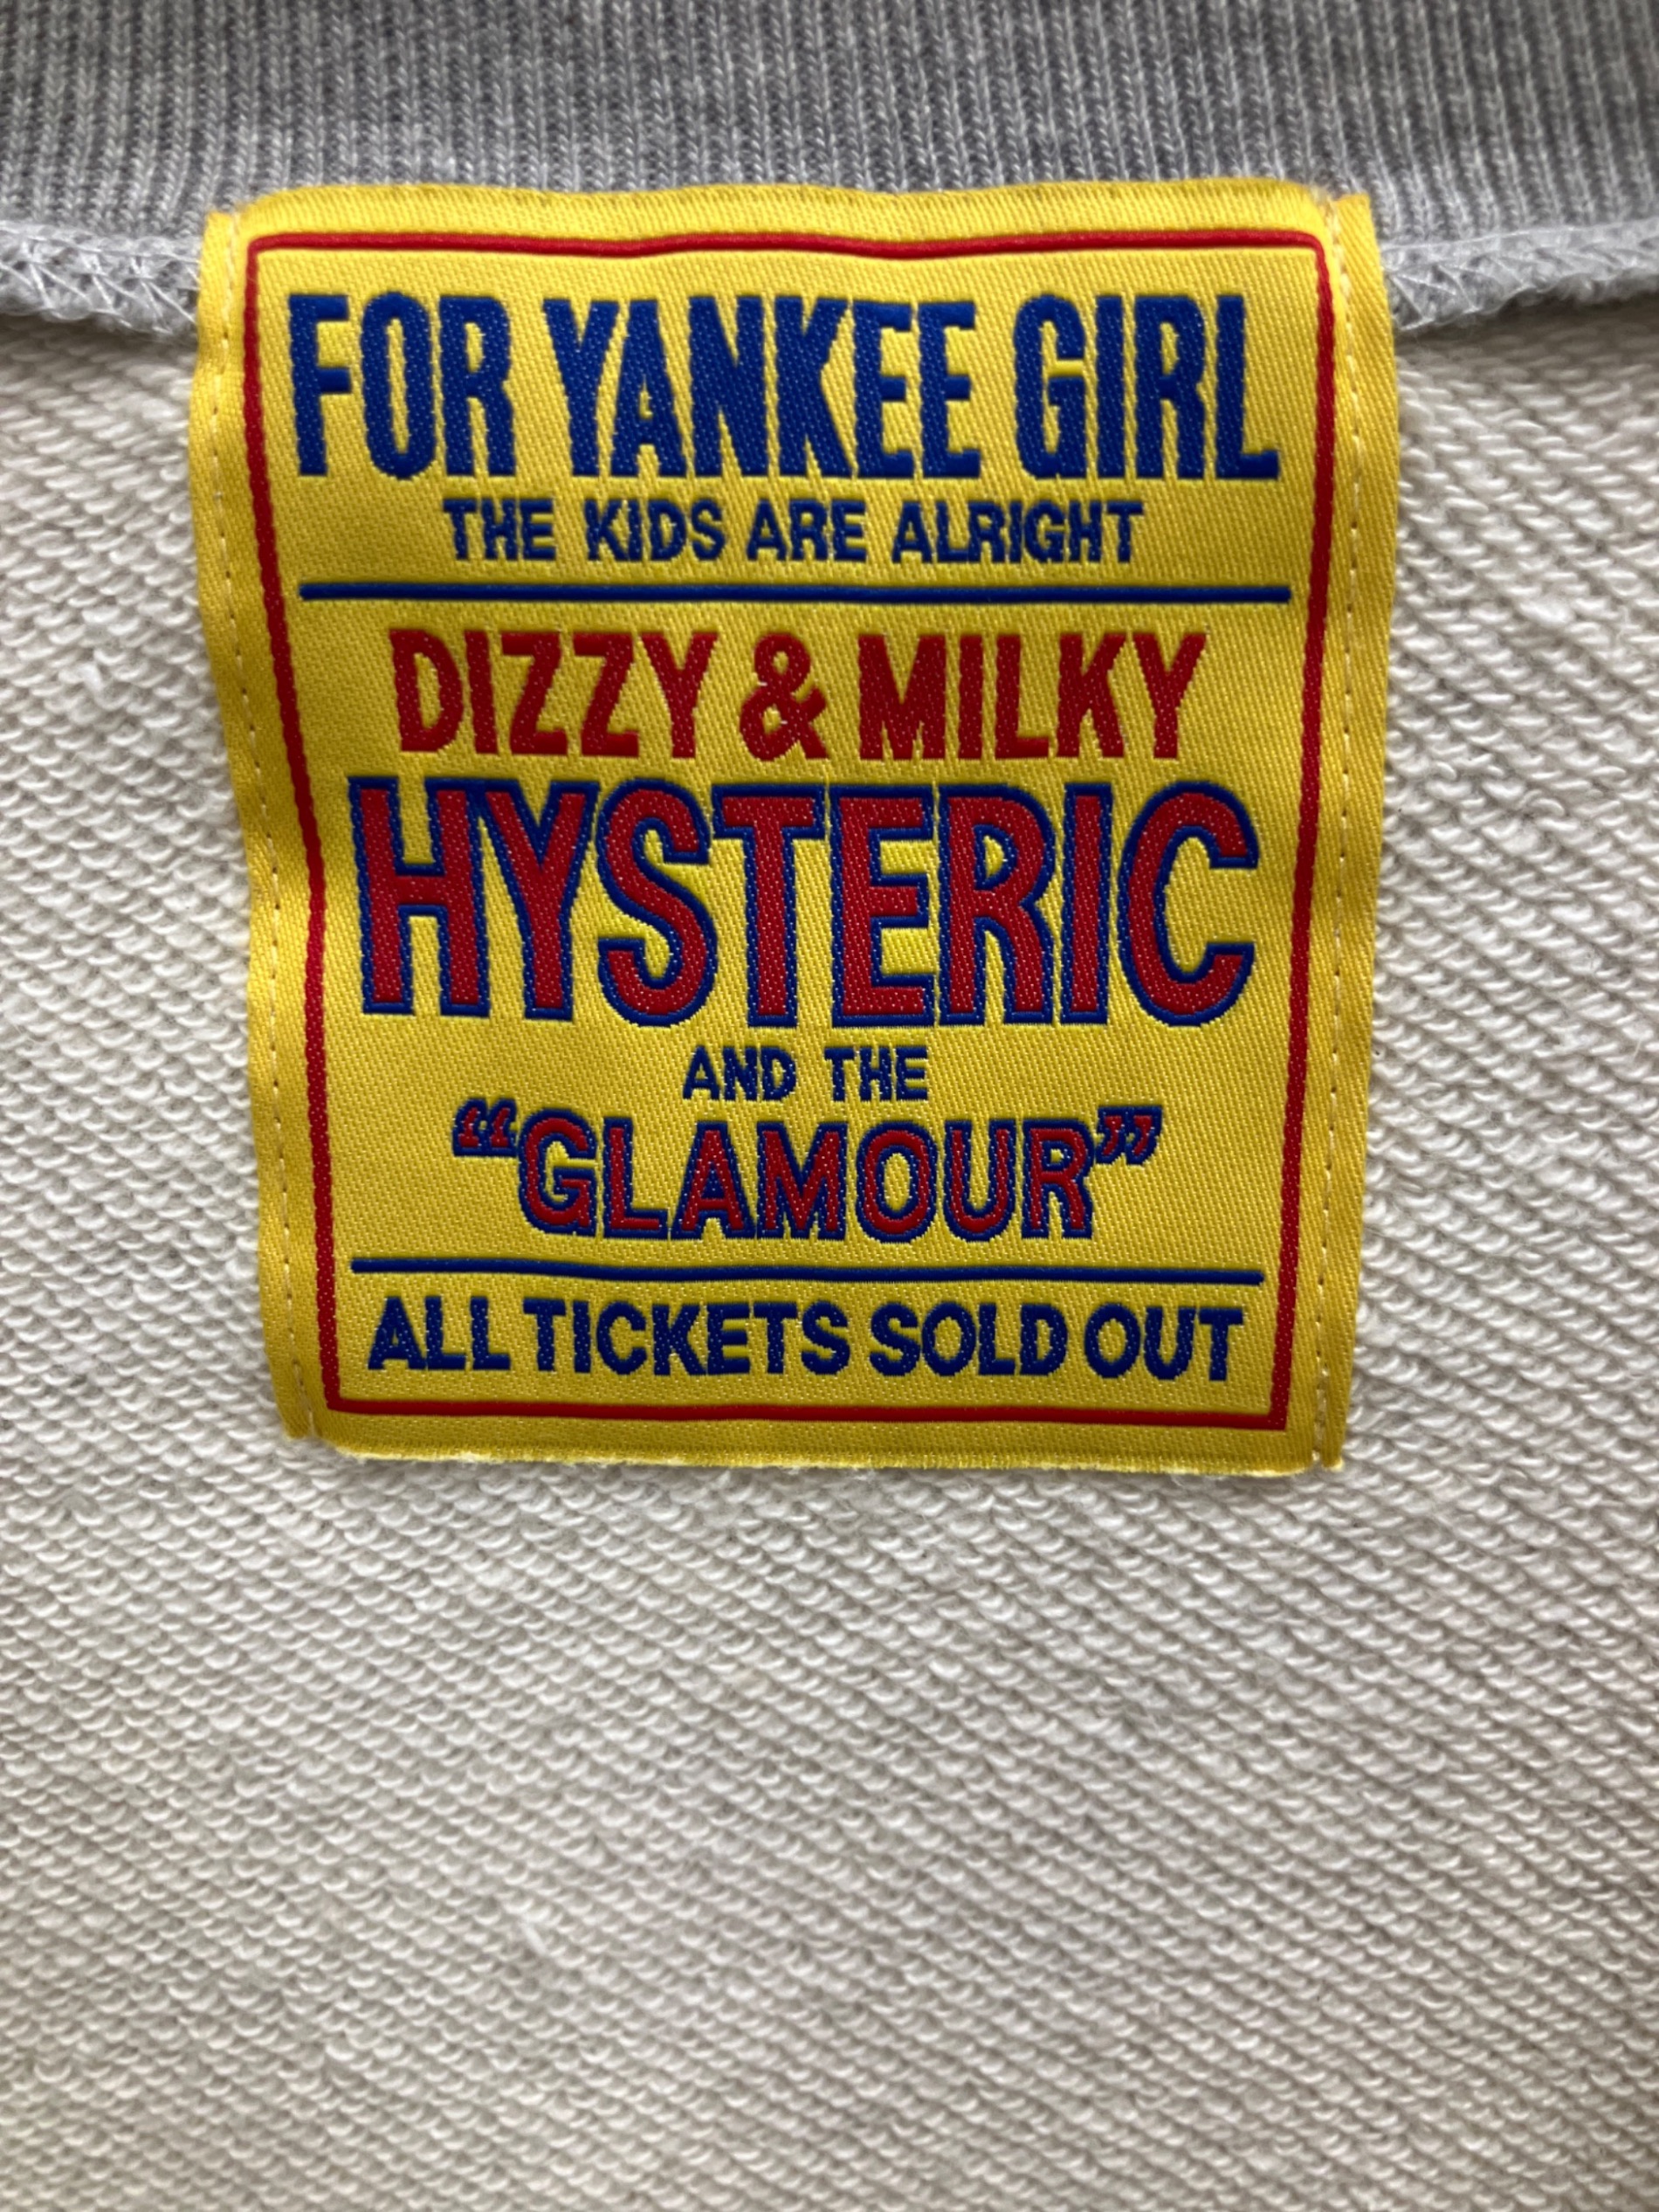 FOR YANKEE GIRL
THE KIDS ARE ALRIGHT
DIZZY & MILKY
HYSTERIC
AND THE
“GLAMOUR”
ALL TICKETS SOLD OUT